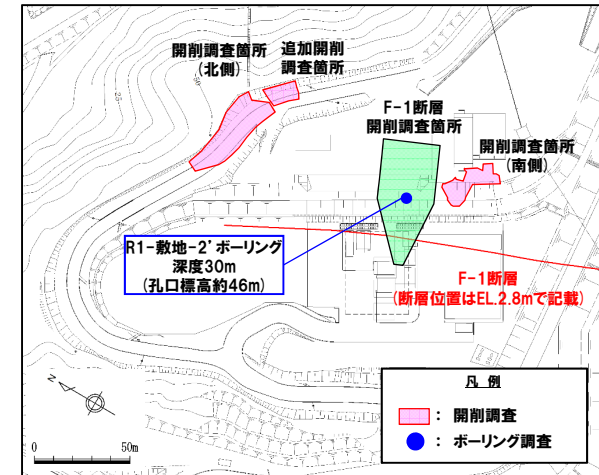 開削調査箇所
(北側)
追加開削
調査箇所
F-1断層
開削調査箇所
開削調査箇所
(南側)
R1-敷地-2'ボーリング
深度30m
(孔口標高約46m)
F-1断層
(断層位置はEL.2.8mで記載)
N
凡 例
: 開削調査
: ボーリング調査
0 50m